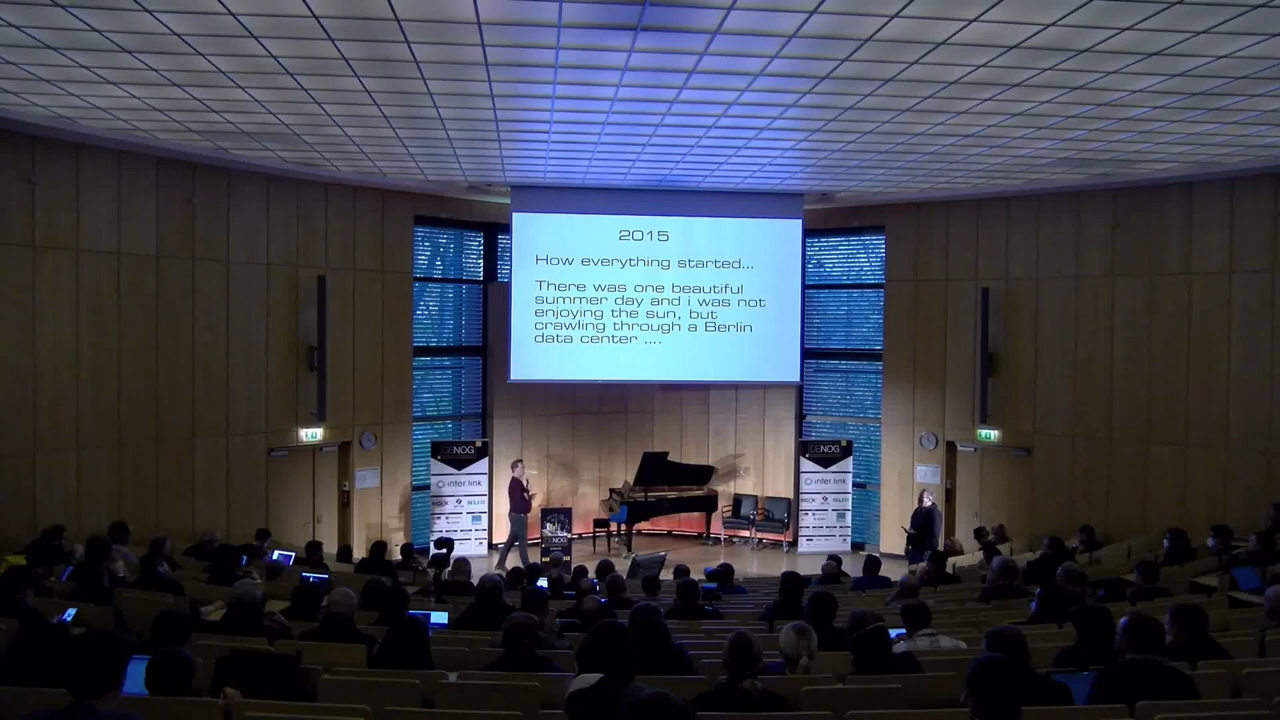 2015
How everything started...
There was one beautiful
summer day and i was not
enjoying the sun, but
crawling through a Berlin
data center ....
DENOG
inter.link
DENOG
DENOG
inter.link